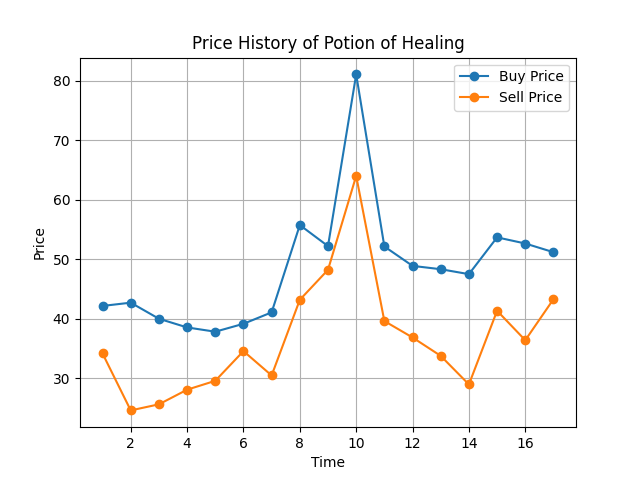 Price History of Potion of Healing
Buy Price
Sell Price
80
70
60
50
40
30
Price
2 4 6 8 10 12 14 16
Time